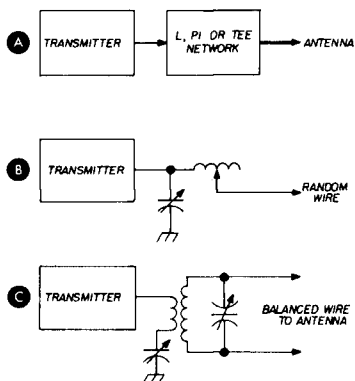 A
TRANSMITTER
L, PI OR TEE
NETWORK
ANTENNA
B
TRANSMITTER
RANDOM
WIRE
C
TRANSMITTER
BALANCED WIRE
TO ANTENNA